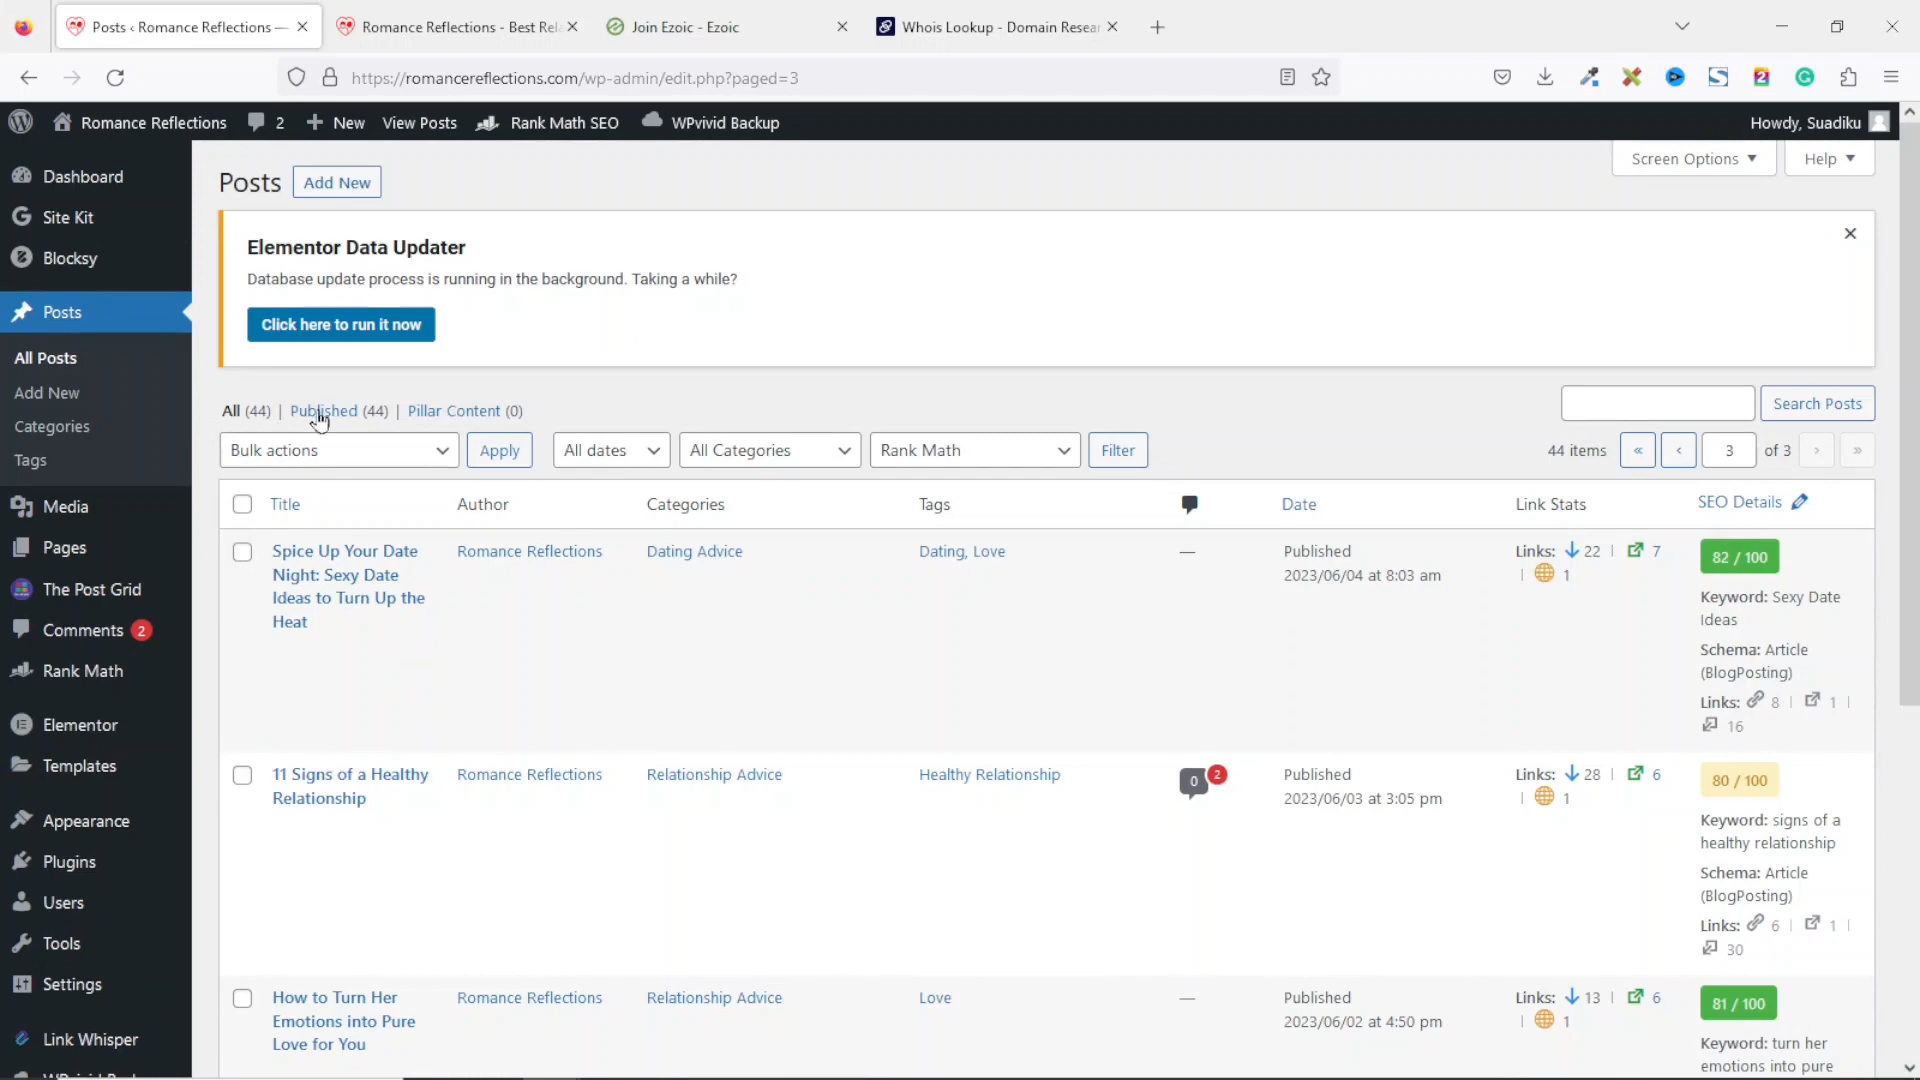 Posts ‹ Romance Reflections —
Romance Reflections - Best Rel
Join Ezoic - Ezoic
Whois Lookup - Domain Resear
https://romancereflections.com/wp-admin/edit.php?paged=3
Romance Reflections
2
New
View Posts
Rank Math SEO
WPvivid Backup
Howdy, Suadiku
Dashboard
Site Kit
Blocksy
Posts
All Posts
Add New
Categories
Tags
Media
Pages
The Post Grid
Comments 2
Rank Math
Elementor
Templates
Appearance
Plugins
Users
Tools
Settings
Link Whisper
Screen Options ▼
Help ▼
Posts
Add New
Elementor Data Updater
Database update process is running in the background. Taking a while?
Click here to run it now
All (44) | Published (44) | Pillar Content (0)
Search Posts
Bulk actions
Apply
All dates
All Categories
Rank Math
Filter
44 items « ‹ 3 of 3 › »
Title
Author
Categories
Tags
Date
Link Stats
SEO Details
Spice Up Your Date
Night: Sexy Date
Ideas to Turn Up the
Heat
Romance Reflections
Dating Advice
Dating, Love
—
Published
2023/06/04 at 8:03 am
Links: 22 | 7
| 1
82 / 100
Keyword: Sexy Date
Ideas
Schema: Article
(BlogPosting)
Links: 8 | 1 |
16
11 Signs of a Healthy
Relationship
Romance Reflections
Relationship Advice
Healthy Relationship
0 2
Published
2023/06/03 at 3:05 pm
Links: 28 | 6
| 1
80 / 100
Keyword: signs of a
healthy relationship
Schema: Article
(BlogPosting)
Links: 6 | 1 |
30
How to Turn Her
Emotions into Pure
Love for You
Romance Reflections
Relationship Advice
Love
—
Published
2023/06/02 at 4:50 pm
Links: 13 | 6
| 1
81 / 100
Keyword: turn her
emotions into pure